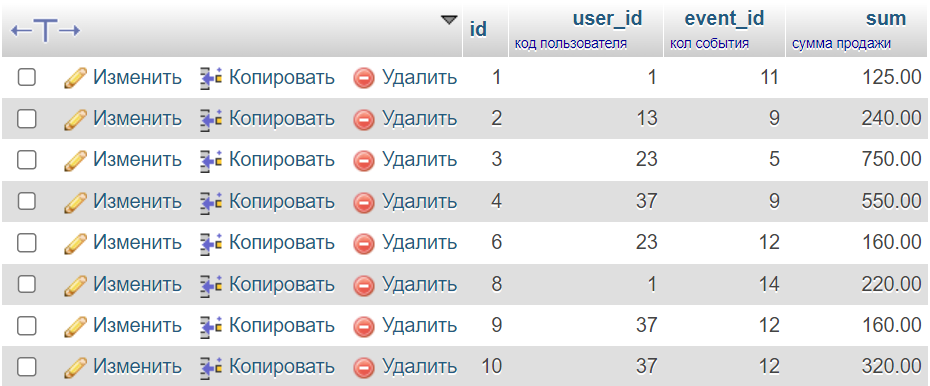 id user_id event_id sum
код пользователя кол события сумма продажи
Изменить Копировать Удалить 1 1 11 125.00
Изменить Копировать Удалить 2 13 9 240.00
Изменить Копировать Удалить 3 23 5 750.00
Изменить Копировать Удалить 4 37 9 550.00
Изменить Копировать Удалить 6 23 12 160.00
Изменить Копировать Удалить 8 1 14 220.00
Изменить Копировать Удалить 9 37 12 160.00
Изменить Копировать Удалить 10 37 12 320.00